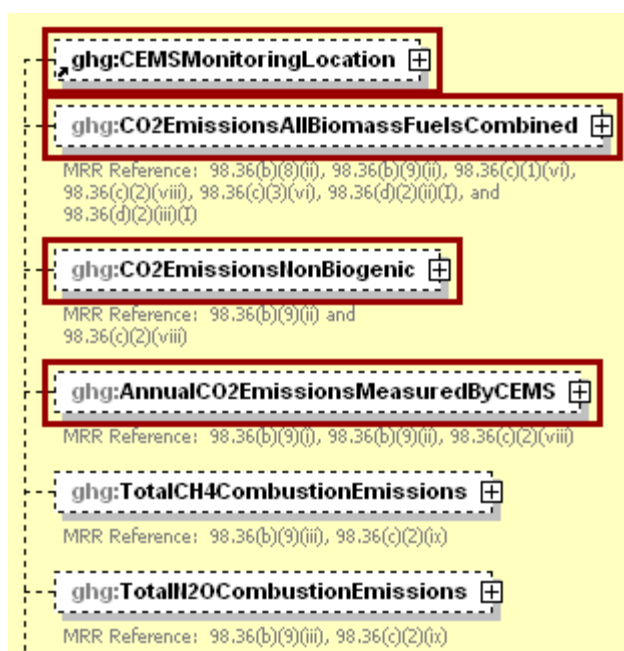 ghg:CEMSMonitoringLocation
ghg:CO2EmissionsAllBiomassFuelsCombined
MRR Reference: 98.36(b)(8)(ii), 98.36(b)(9)(ii), 98.36(c)(1)(vi),
98.36(c)(2)(viii), 98.36(c)(3)(vi), 98.36(d)(2)(ii)(I), and
98.36(d)(2)(iii)(I)
ghg:CO2EmissionsNonBiogenic
MRR Reference: 98.36(b)(9)(ii) and
98.36(c)(2)(viii)
ghg:AnnualCO2EmissionsMeasuredByCEMS
MRR Reference: 98.36(b)(9)(i), 98.36(b)(9)(ii), 98.36(c)(2)(viii)
ghg:TotalCH4CombustionEmissions
MRR Reference: 98.36(b)(9)(iii), 98.36(c)(2)(ix)
ghg:TotalN2OCombustionEmissions
MRR Reference: 98.36(b)(9)(iii), 98.36(c)(2)(ix)